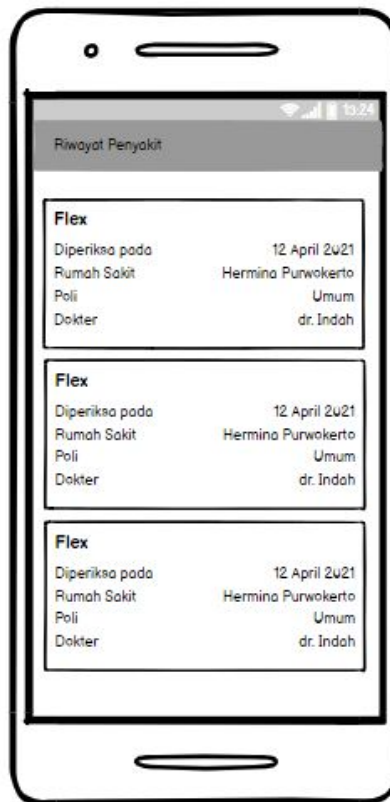 13:24
Riwayat Penyakit
Flex
Diperiksa pada 12 April 2021
Rumah Sakit Hermina Purwokerto
Poli Umum
Dokter dr. Indah
Flex
Diperiksa pada 12 April 2021
Rumah Sakit Hermina Purwokerto
Poli Umum
Dokter dr. Indah
Flex
Diperiksa pada 12 April 2021
Rumah Sakit Hermina Purwokerto
Poli Umum
Dokter dr. Indah